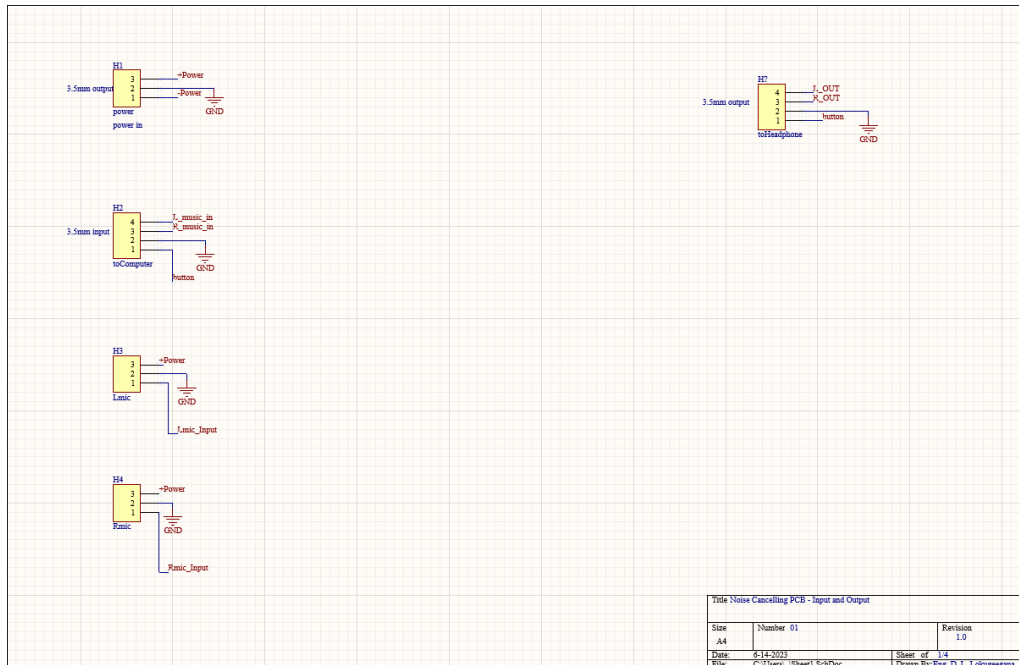 H1
3
+Power
3.5mm output
2
1
-Power
GND
power
power in
H2
4
L_music_in
3
R_music_in
3.5mm input
2
1
GND
toComputer
button
H3
3
+Power
2
1
GND
Lmic
Lmic_Input
H4
3
+Power
2
1
GND
Rmic
Rmic_Input
H?
4
L_OUT
3
R_OUT
3.5mm output
2
1
button
GND
toHeadphone
Title Noise Cancelling PCB - Input and Output
Size
Number 01
Revision
A4
1.0
Date: 6-14-2023
Sheet of 1/4
File: C:\Users\..\Sheet1.SchDoc
Drawn By: Eng. D. L.